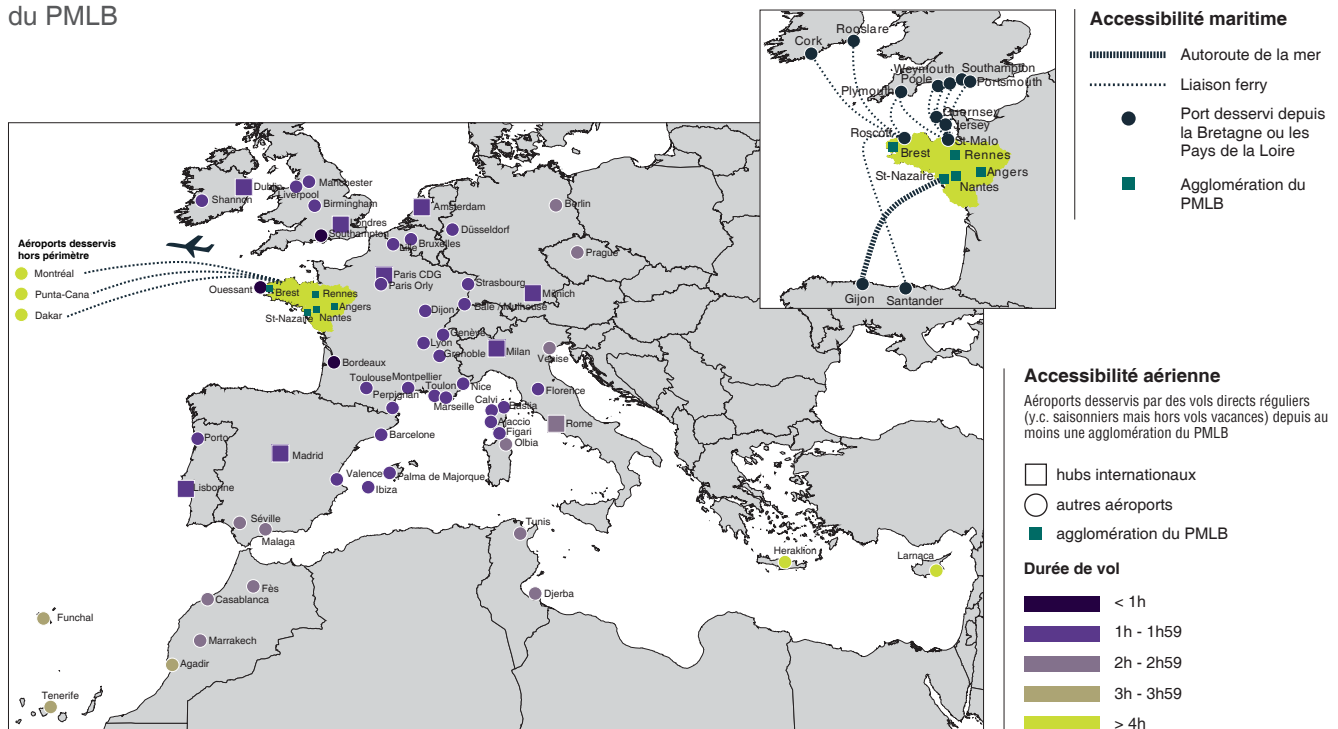 du PMLB
Cork
Rooslare
Weymouth
Southampton
Poole
Portsmouth
Plymouth
Guernsey
Jersey
Roscoff
St-Malo
Brest
Rennes
St-Nazaire
Angers
Nantes
Gijon
Santander
Accessibilité maritime
Autoroute de la mer
Liaison ferry
Port desservi depuis
la Bretagne ou les
Pays de la Loire
Agglomération du
PMLB
Aéroports desservis
hors périmètre
Montréal
Punta-Cana
Dakar
Dublin
Manchester
Liverpool
Shannon
Birmingham
Londres
Southampton
Amsterdam
Berlin
Düsseldorf
Bruxelles
Lille
Prague
Paris CDG
Paris Orly
Strasbourg
Münich
Ouessant
Brest
Rennes
Angers
St-Nazaire
Nantes
Dijon
Bale / Mulhouse
Genève
Lyon
Grenoble
Milan
Venise
Bordeaux
Toulouse
Montpellier
Perpignan
Toulon
Marseille
Nice
Florence
Calvi
Bastia
Ajaccio
Figari
Olbia
Rome
Porto
Barcelone
Madrid
Valence
Palma de Majorque
Ibiza
Lisbonne
Séville
Malaga
Tunis
Heraklion
Larnaca
Fès
Casablanca
Djerba
Funchal
Marrakech
Agadir
Tenerife
Accessibilité aérienne
Aéroports desservis par des vols directs réguliers
(y.c. saisonniers mais hors vols vacances) depuis au
moins une agglomération du PMLB
hubs internationaux
autres aéroports
agglomération du PMLB
Durée de vol
< 1h
1h - 1h59
2h - 2h59
3h - 3h59
> 4h